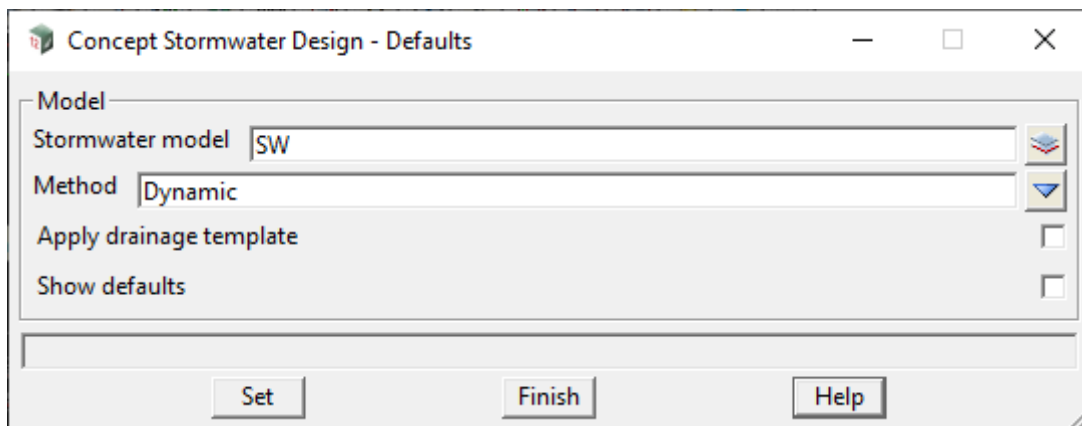 Concept Stormwater Design - Defaults
Model
Stormwater model SW
Method Dynamic
Apply drainage template
Show defaults
Set Finish Help